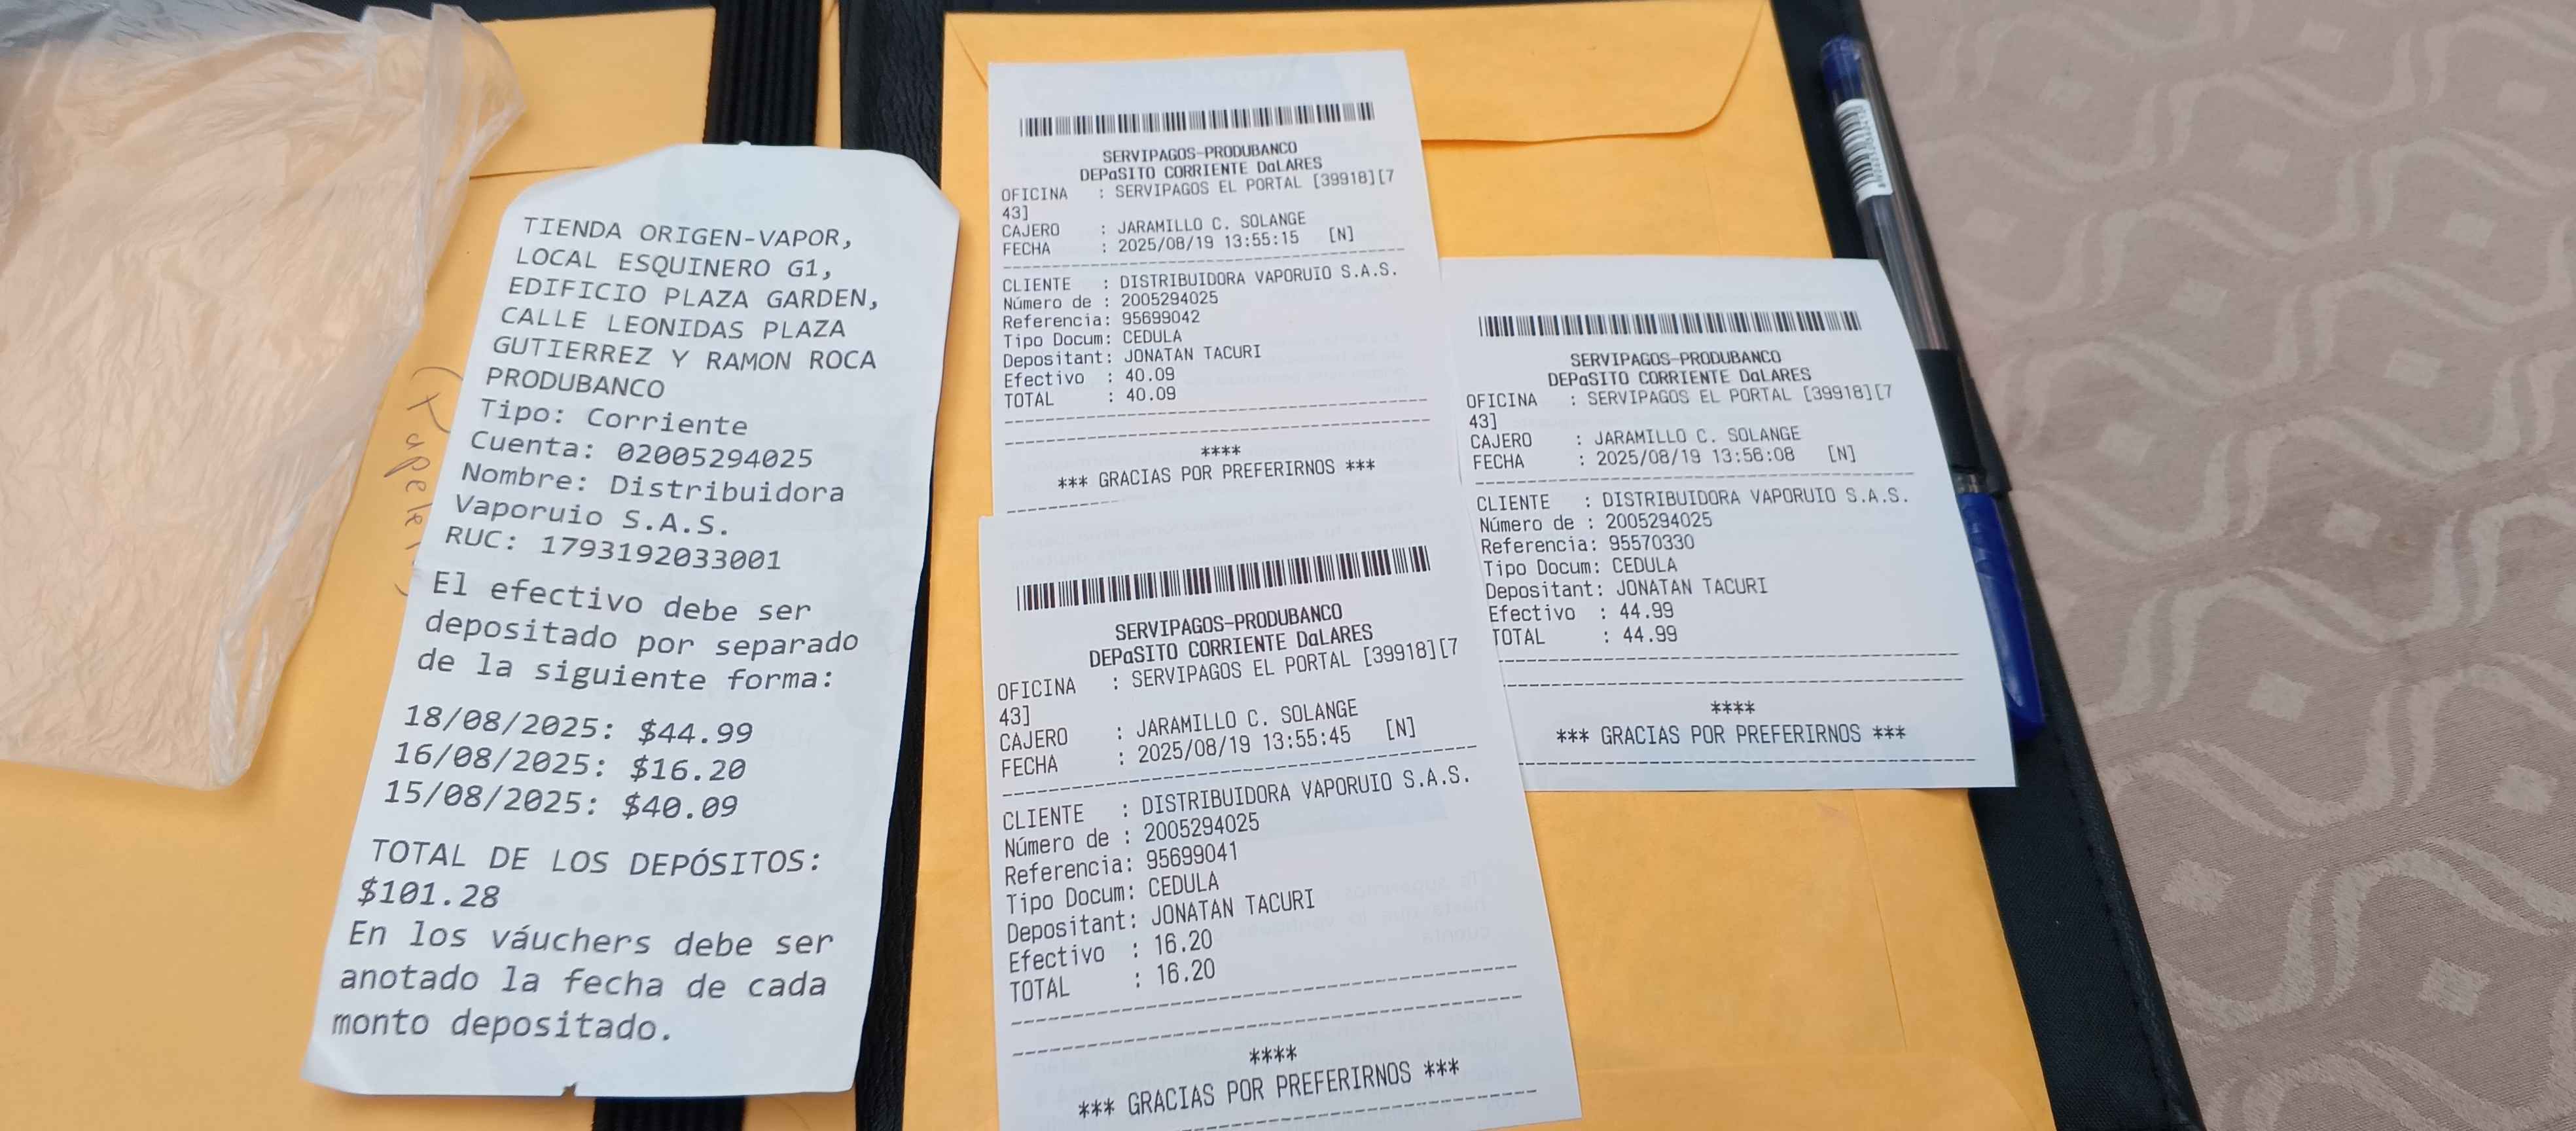 TIENDA ORIGEN-VAPOR,
LOCAL ESQUINERO G1,
EDIFICIO PLAZA GARDEN,
CALLE LEONIDAS PLAZA
GUTIERREZ Y RAMON ROCA
PRODUBANCO
Tipo: Corriente
Cuenta: 02005294025
Nombre: Distribuidora
Vaporuio S.A.S.
RUC: 1793192033001
El efectivo debe ser
depositado por separado
de la siguiente forma:
18/08/2025: $44.99
16/08/2025: $16.20
15/08/2025: $40.09
TOTAL DE LOS DEPÓSITOS:
$101.28
En los váuchers debe ser
anotado la fecha de cada
monto depositado.
SERVIPAGOS-PRODUBANCO
DEPaSITO CORRIENTE DaLARES
OFICINA : SERVIPAGOS EL PORTAL [39918][7
43]
CAJERO : JARAMILLO C. SOLANGE
FECHA : 2025/08/19 13:55:15 [N]
CLIENTE : DISTRIBUIDORA VAPORUIO S.A.S.
Número de : 2005294025
Referencia: 95699042
Tipo Docum: CEDULA
Depositant: JONATAN TACURI
Efectivo : 40.09
TOTAL : 40.09
****
*** GRACIAS POR PREFERIRNOS ***
SERVIPAGOS-PRODUBANCO
DEPaSITO CORRIENTE DaLARES
OFICINA : SERVIPAGOS EL PORTAL [39918][7
43]
CAJERO : JARAMILLO C. SOLANGE
FECHA : 2025/08/19 13:55:45 [N]
CLIENTE : DISTRIBUIDORA VAPORUIO S.A.S.
Número de : 2005294025
Referencia: 95699041
Tipo Docum: CEDULA
Depositant: JONATAN TACURI
Efectivo : 16.20
TOTAL : 16.20
****
*** GRACIAS POR PREFERIRNOS ***
SERVIPAGOS-PRODUBANCO
DEPaSITO CORRIENTE DaLARES
OFICINA : SERVIPAGOS EL PORTAL [39918][7
43]
CAJERO : JARAMILLO C. SOLANGE
FECHA : 2025/08/19 13:56:08 [N]
CLIENTE : DISTRIBUIDORA VAPORUIO S.A.S.
Número de : 2005294025
Referencia: 95570330
Tipo Docum: CEDULA
Depositant: JONATAN TACURI
Efectivo : 44.99
TOTAL : 44.99
****
*** GRACIAS POR PREFERIRNOS ***